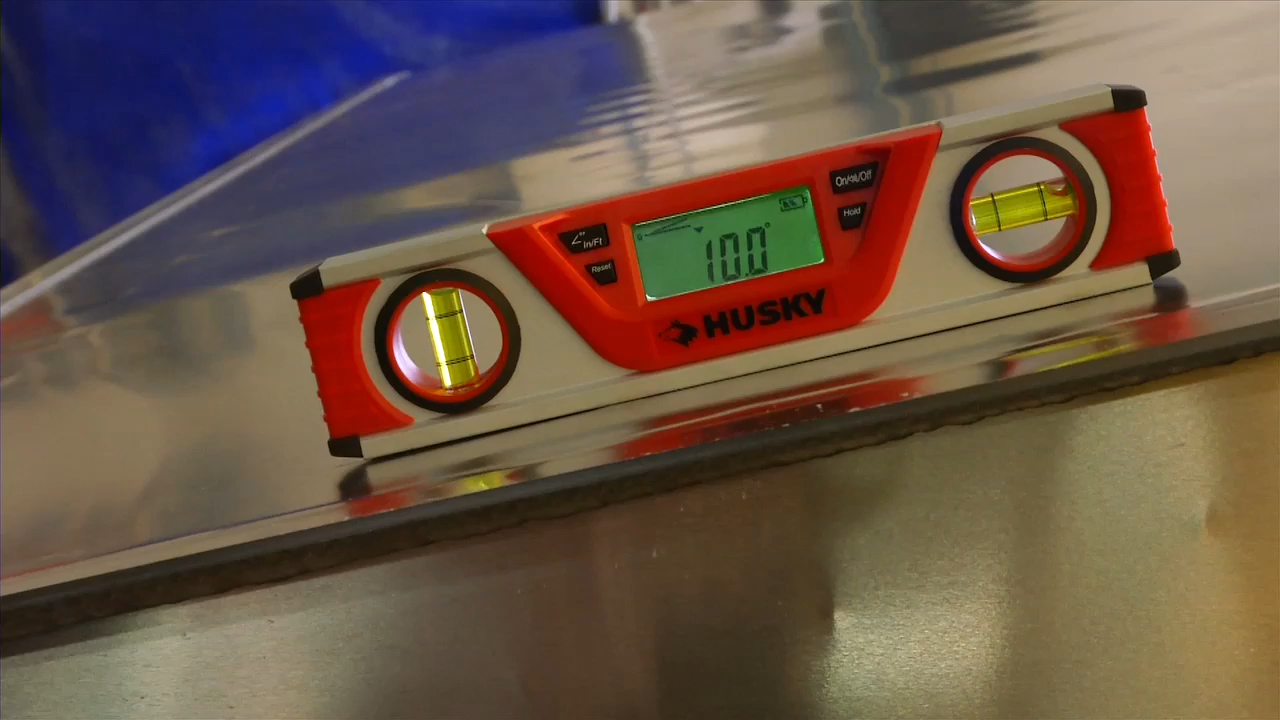 On/%/Off
Hold
∠° In/Ft
Reset
10.0°
HUSKY